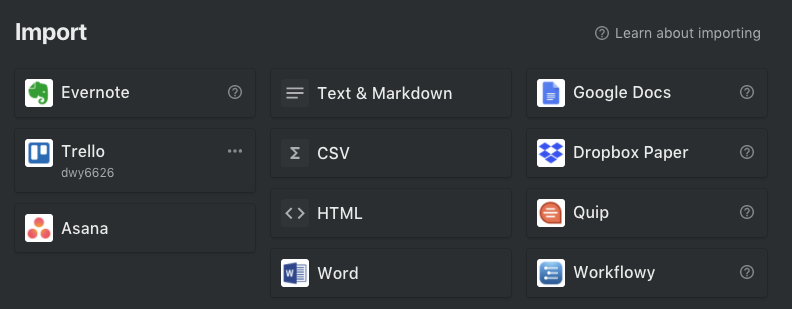 Import
Learn about importing
Evernote
Text & Markdown
Google Docs
Trello
dwy6626
CSV
Dropbox Paper
Asana
HTML
Quip
Word
Workflowy